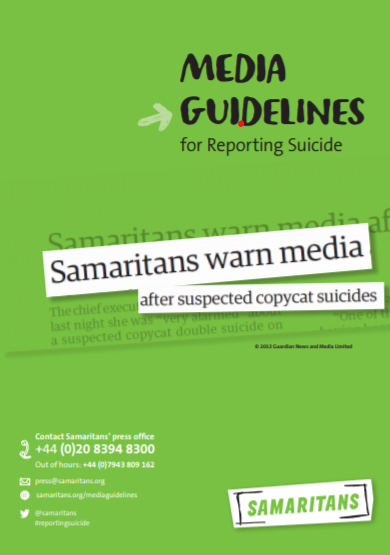 MEDIA
GUIDELINES
for Reporting Suicide
Samaritans warn media af
Samaritans warn media
after suspected copycat suicides
The chief execu
last night she was "very alarmed" about
a suspected copycat double suicide on
"One of t
© 2013 Guardian News and Media Limited
Contact Samaritans' press office
+44 (0)20 8394 8300
Out of hours: +44 (0)7943 809 162
press@samaritans.org
samaritans.org/mediaguidelines
@samaritans
#reportingsuicide
SAMARITANS